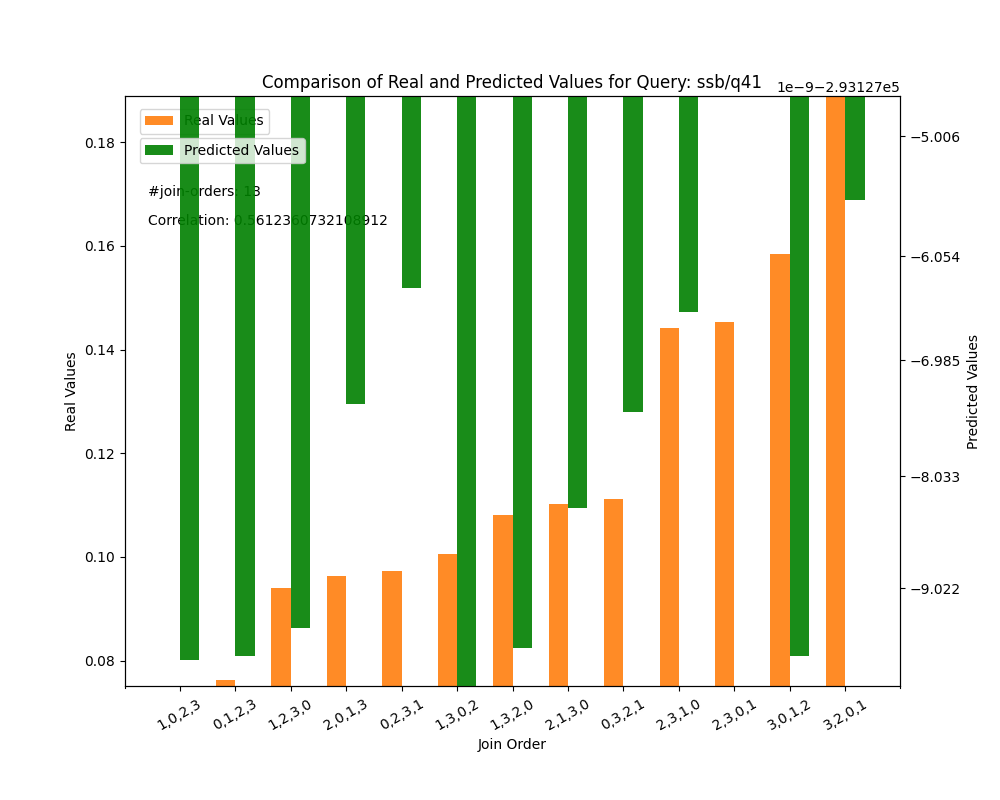 Comparison of Real and Predicted Values for Query: ssb/q41
1e−9−2.93127e5
Real Values
Predicted Values
#join-orders: 13
Correlation: 0.5612360732108912
0.18
0.16
0.14
0.12
0.10
0.08
Real Values
−5.006
−6.054
−6.985
−8.033
−9.022
Predicted Values
1,0,2,3
0,1,2,3
1,2,3,0
2,0,1,3
0,2,3,1
1,3,0,2
1,3,2,0
2,1,3,0
0,3,2,1
2,3,1,0
2,3,0,1
3,0,1,2
3,2,0,1
Join Order